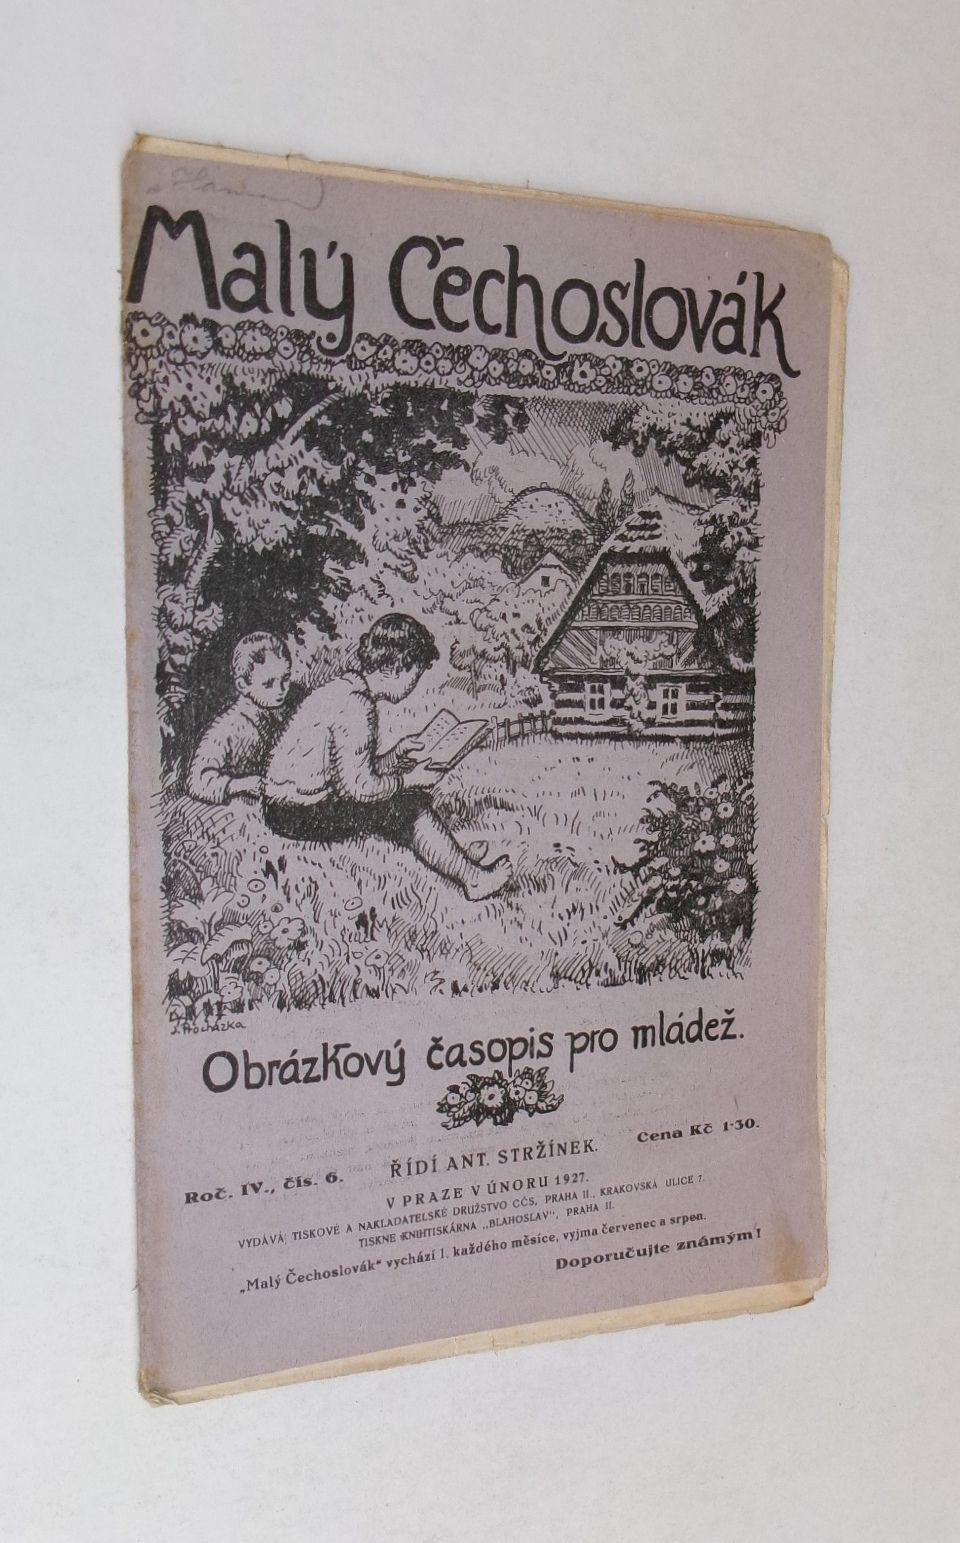 Malý Čechoslovák
J. Procházka
Obrázkový časopis pro mládež.
Roč. IV., čís. 6. ŘÍDÍ ANT. STRŽÍNEK. Cena Kč 1·30.
V PRAZE V ÚNORU 1927.
VYDÁVÁ: TISKOVÉ A NAKLADATELSKÉ DRUŽSTVO CČS, PRAHA II., KRAKOVSKÁ ULICE 7.
TISKNE KNIHTISKÁRNA „BLAHOSLAV", PRAHA II.
„Malý Čechoslovák" vychází 1. každého měsíce, vyjma červenec a srpen.
Doporučujte známým!